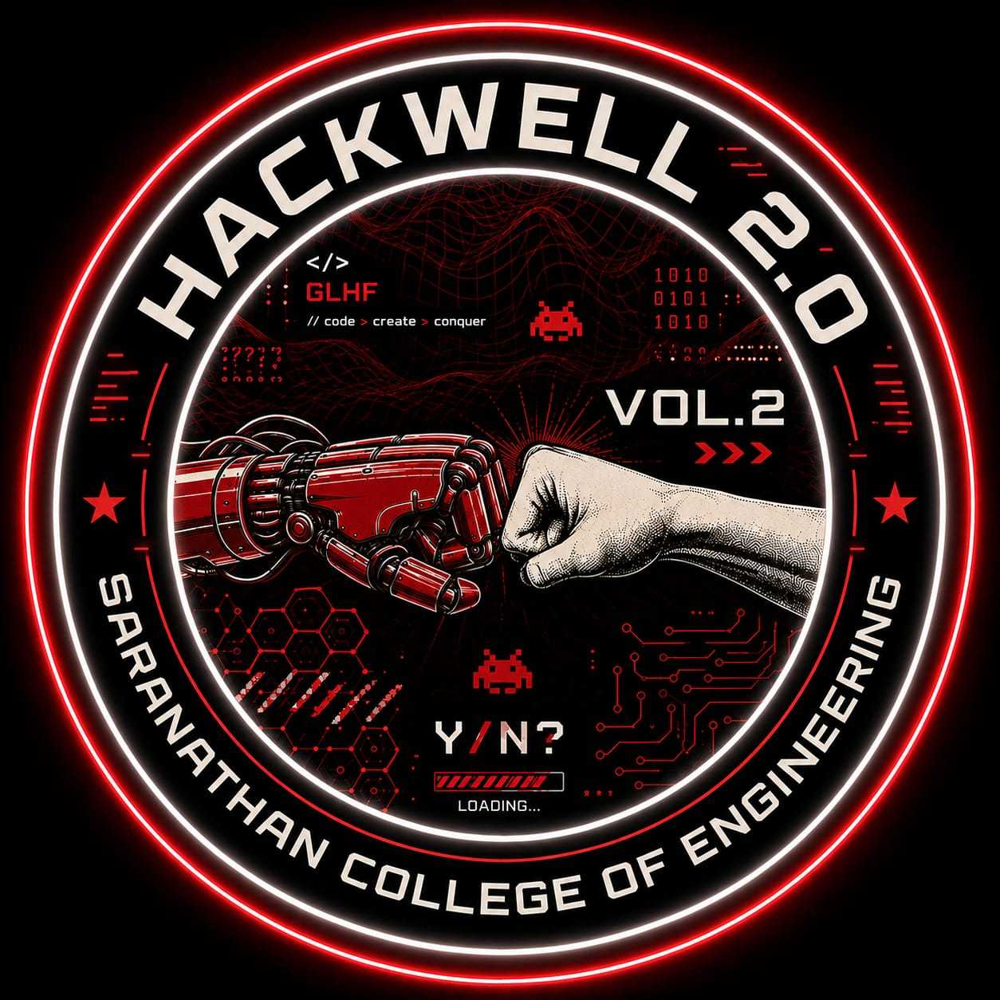 HACKWELL 2.0
</>
GLHF
// code > create > conquer
1010
0101
1010
VOL.2
>>>
Y/N?
LOADING...
SARANATHAN COLLEGE OF ENGINEERING